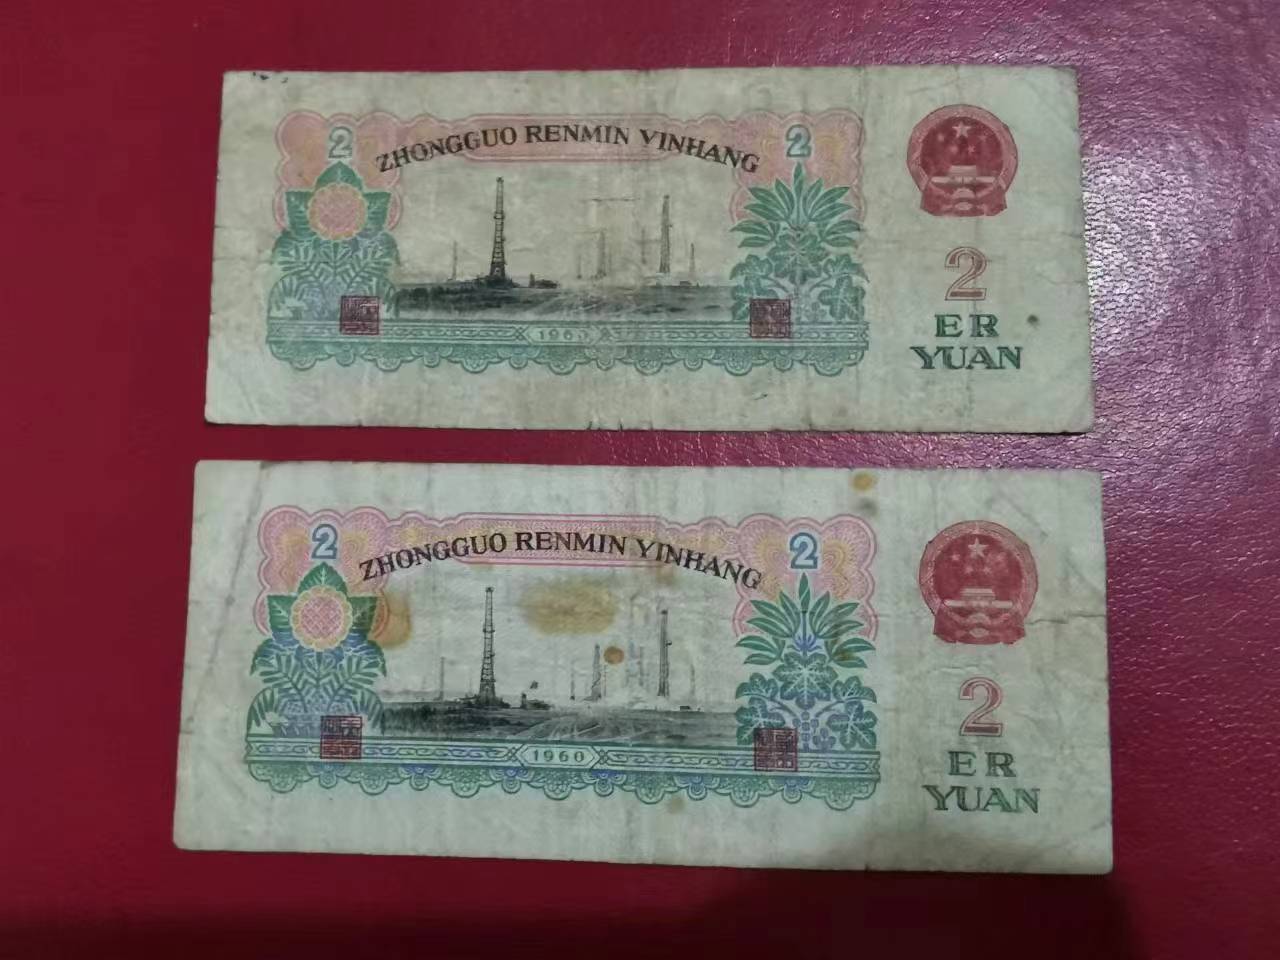 2 ZHONGGUO RENMIN YINHANG 2
2
ER
YUAN
1960
2 ZHONGGUO RENMIN YINHANG 2
2
ER
YUAN
1960